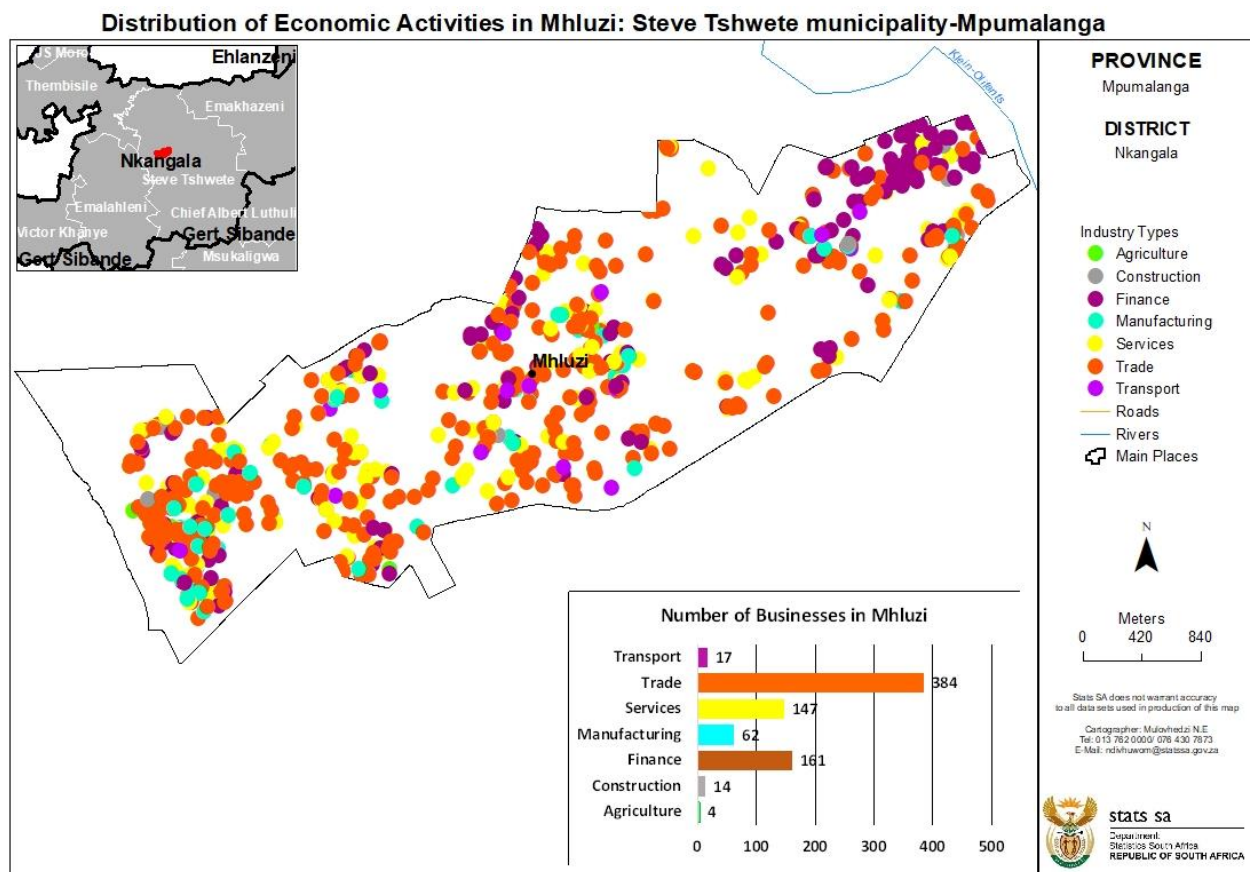 Distribution of Economic Activities in Mhluzi: Steve Tshwete municipality-Mpumalanga
Ehlanzeni
Thembisile
Emakhazeni
Nkangala
Steve Tshwete
Emalahleni
Chief Albert Luthuli
Victor Khanye
Gert Sibande
Gert Sibande
Msukaligwa
Klein-Olifants
Mhluzi
Number of Businesses in Mhluzi
Transport 17
Trade 384
Services 147
Manufacturing 62
Finance 161
Construction 14
Agriculture 4
0 100 200 300 400 500
PROVINCE
Mpumalanga
DISTRICT
Nkangala
Industry Types
Agriculture
Construction
Finance
Manufacturing
Services
Trade
Transport
Roads
Rivers
Main Places
N
Meters
0 420 840
Stats SA does not warrant accuracy
to all data sets used in production of this map
Cartographer: Mulovhedzi N.E
Tel: 013 762 0000/ 076 430 7873
E-Mail: ndivhuwom@statssa.gov.za
stats sa
Department:
Statistics South Africa
REPUBLIC OF SOUTH AFRICA